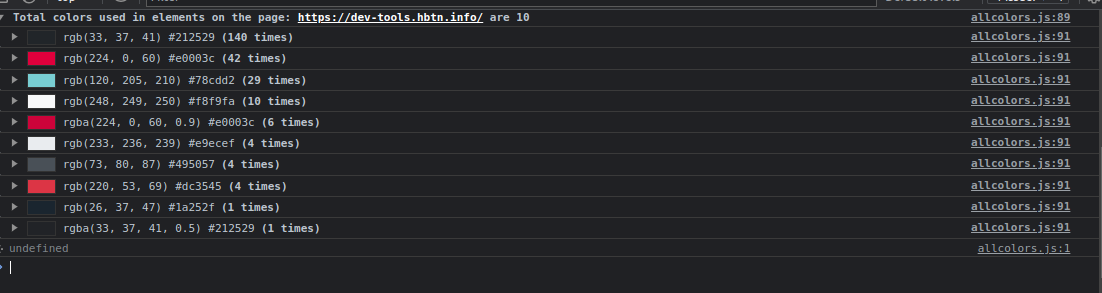 Total colors used in elements on the page: https://dev-tools.hbtn.info/ are 10 allcolors.js:89
rgb(33, 37, 41) #212529 (140 times) allcolors.js:91
rgb(224, 0, 60) #e0003c (42 times) allcolors.js:91
rgb(120, 205, 210) #78cdd2 (29 times) allcolors.js:91
rgb(248, 249, 250) #f8f9fa (10 times) allcolors.js:91
rgba(224, 0, 60, 0.9) #e0003c (6 times) allcolors.js:91
rgb(233, 236, 239) #e9ecef (4 times) allcolors.js:91
rgb(73, 80, 87) #495057 (4 times) allcolors.js:91
rgb(220, 53, 69) #dc3545 (4 times) allcolors.js:91
rgb(26, 37, 47) #1a252f (1 times) allcolors.js:91
rgba(33, 37, 41, 0.5) #212529 (1 times) allcolors.js:91
undefined allcolors.js:1